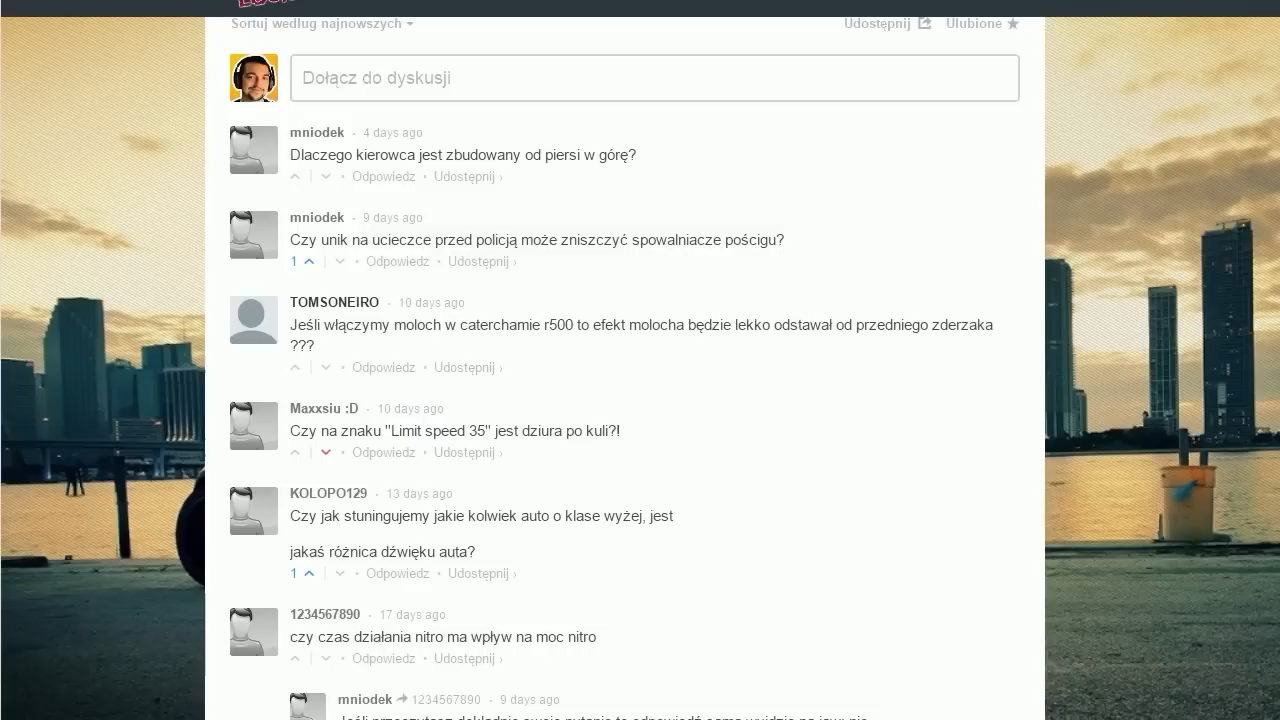 Sortuj według najnowszych
Udostępnij Ulubione
Dołącz do dyskusji
mniodek · 4 days ago
Dlaczego kierowca jest zbudowany od piersi w górę?
Odpowiedz • Udostępnij ›
mniodek · 9 days ago
Czy unik na ucieczce przed policją może zniszczyć spowalniacze pościgu?
1 • Odpowiedz • Udostępnij ›
TOMSONEIRO · 10 days ago
Jeśli włączymy moloch w caterchamie r500 to efekt molocha będzie lekko odstawał od przedniego zderzaka
???
• Odpowiedz • Udostępnij ›
Maxxsiu :D · 10 days ago
Czy na znaku "Limit speed 35" jest dziura po kuli?!
• Odpowiedz • Udostępnij ›
KOLOPO129 · 13 days ago
Czy jak stuningujemy jakie kolwiek auto o klase wyżej, jest
jakaś różnica dźwięku auta?
1 • Odpowiedz • Udostępnij ›
1234567890 · 17 days ago
czy czas działania nitro ma wpływ na moc nitro
• Odpowiedz • Udostępnij ›
mniodek 1234567890 · 9 days ago